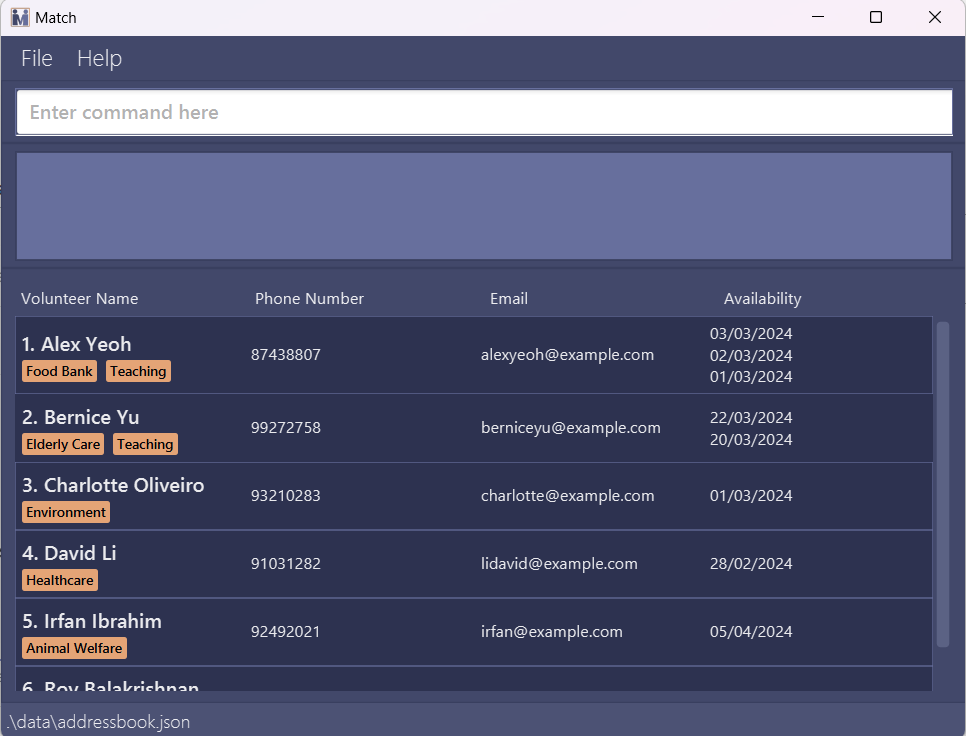 Match
File Help
Enter command here
Volunteer Name Phone Number Email Availability
1. Alex Yeoh 87438807 alexyeoh@example.com 03/03/2024
02/03/2024
01/03/2024
Food Bank Teaching
2. Bernice Yu 99272758 berniceyu@example.com 22/03/2024
20/03/2024
Elderly Care Teaching
3. Charlotte Oliveiro 93210283 charlotte@example.com 01/03/2024
Environment
4. David Li 91031282 lidavid@example.com 28/02/2024
Healthcare
5. Irfan Ibrahim 92492021 irfan@example.com 05/04/2024
Animal Welfare
6. Roy Balakrishnan
.\data\addressbook.json